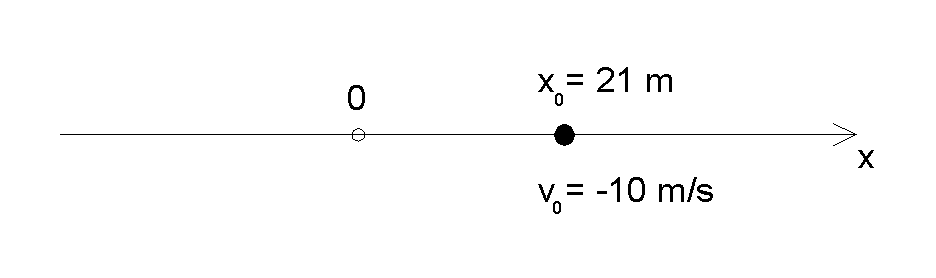 x₀= 21 m
0
x
v₀= -10 m/s